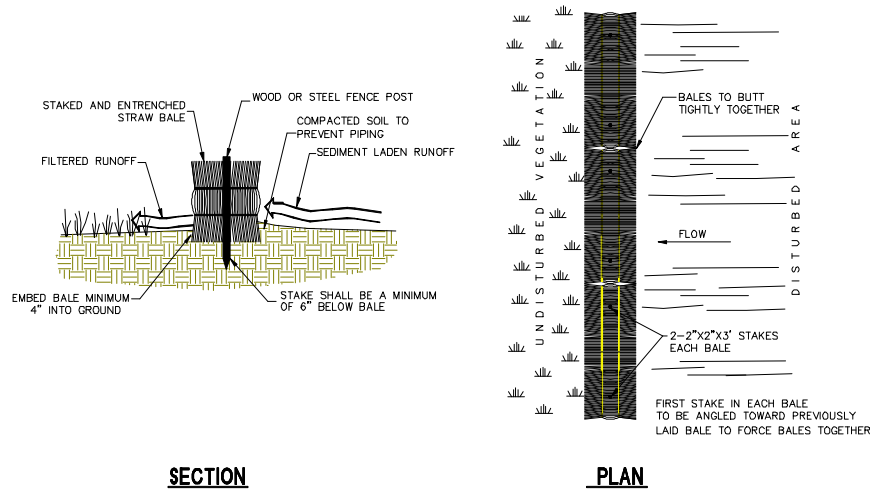 WOOD OR STEEL FENCE POST
STAKED AND ENTRENCHED
STRAW BALE
COMPACTED SOIL TO
PREVENT PIPING
FILTERED RUNOFF
SEDIMENT LADEN RUNOFF
EMBED BALE MINIMUM
4" INTO GROUND
STAKE SHALL BE A MINIMUM
OF 6" BELOW BALE
SECTION
UNDISTURBED VEGETATION
BALES TO BUTT
TIGHTLY TOGETHER
DISTURBED AREA
FLOW
2-2"X2"X3' STAKES
EACH BALE
FIRST STAKE IN EACH BALE
TO BE ANGLED TOWARD PREVIOUSLY
LAID BALE TO FORCE BALES TOGETHER
PLAN